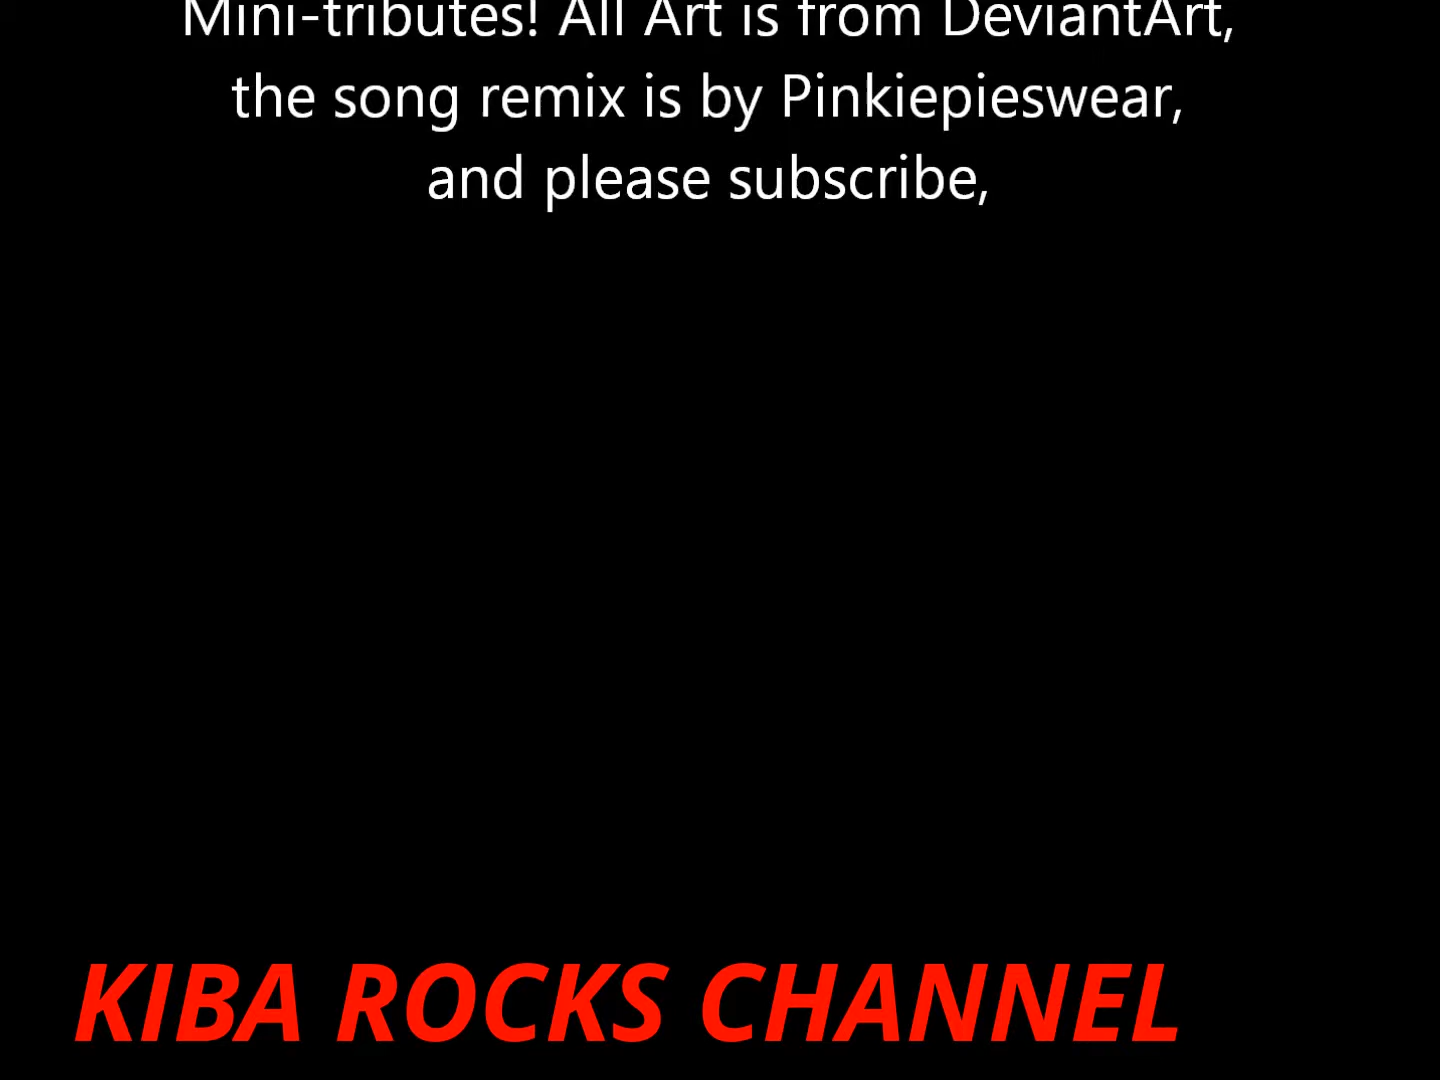 Mini-tributes! All Art is from DeviantArt,
the song remix is by Pinkiepieswear,
and please subscribe,
KIBA ROCKS CHANNEL